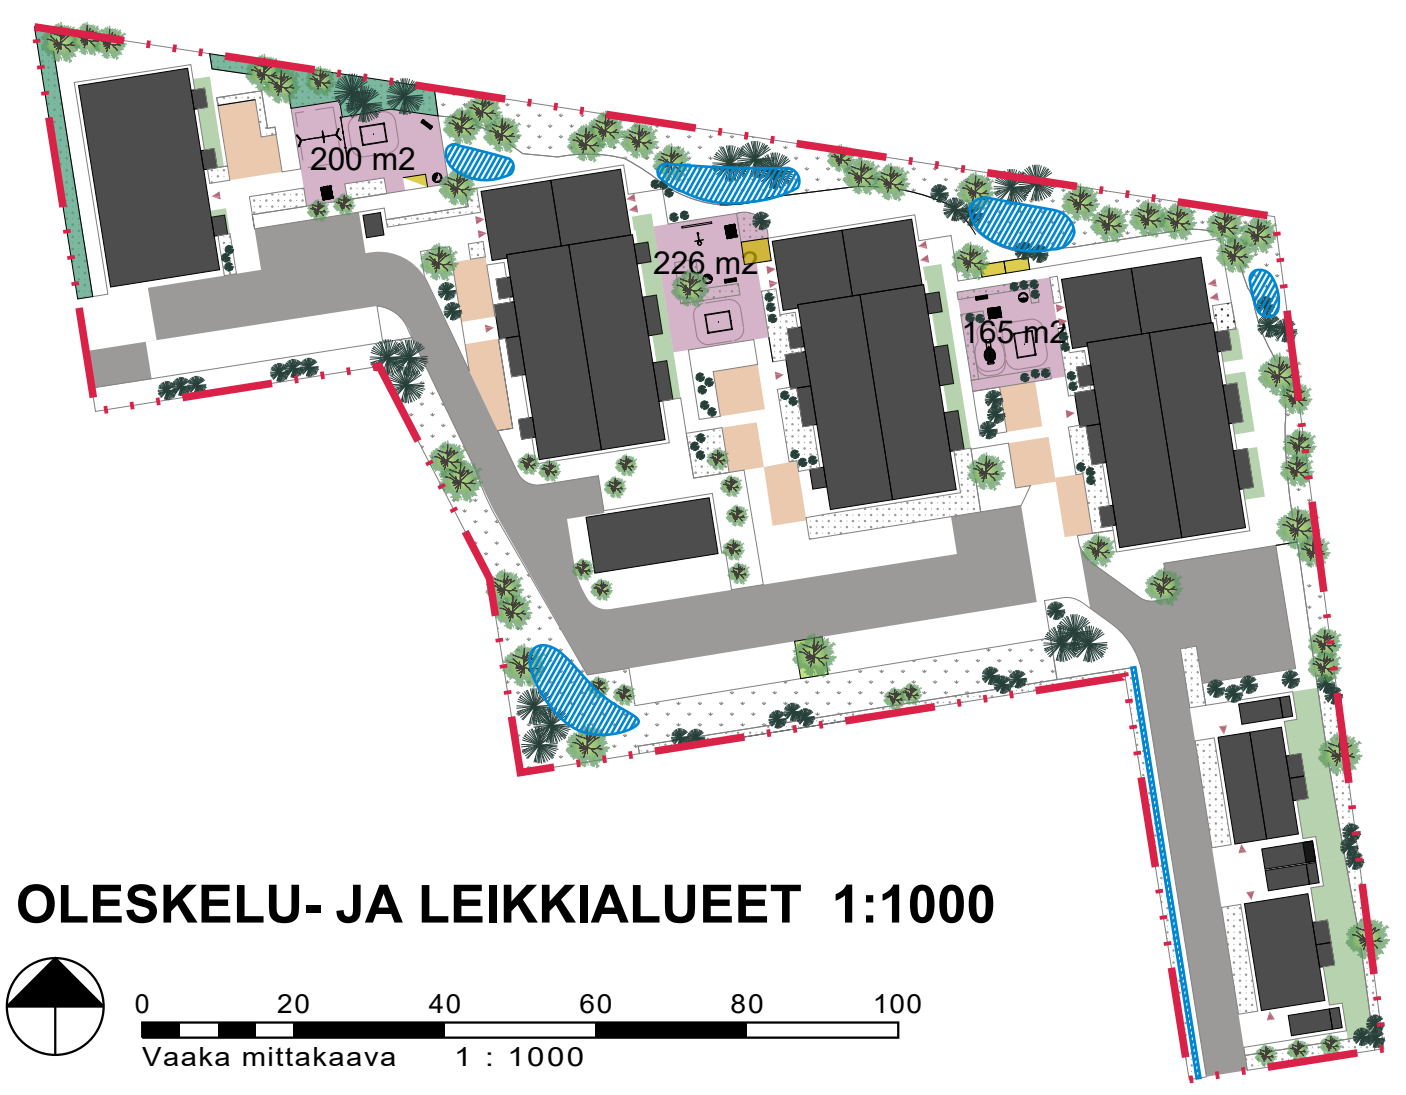 200 m2
226 m2
165 m2
OLESKELU- JA LEIKKIALUEET 1:1000
0 20 40 60 80 100
Vaaka mittakaava 1 : 1000